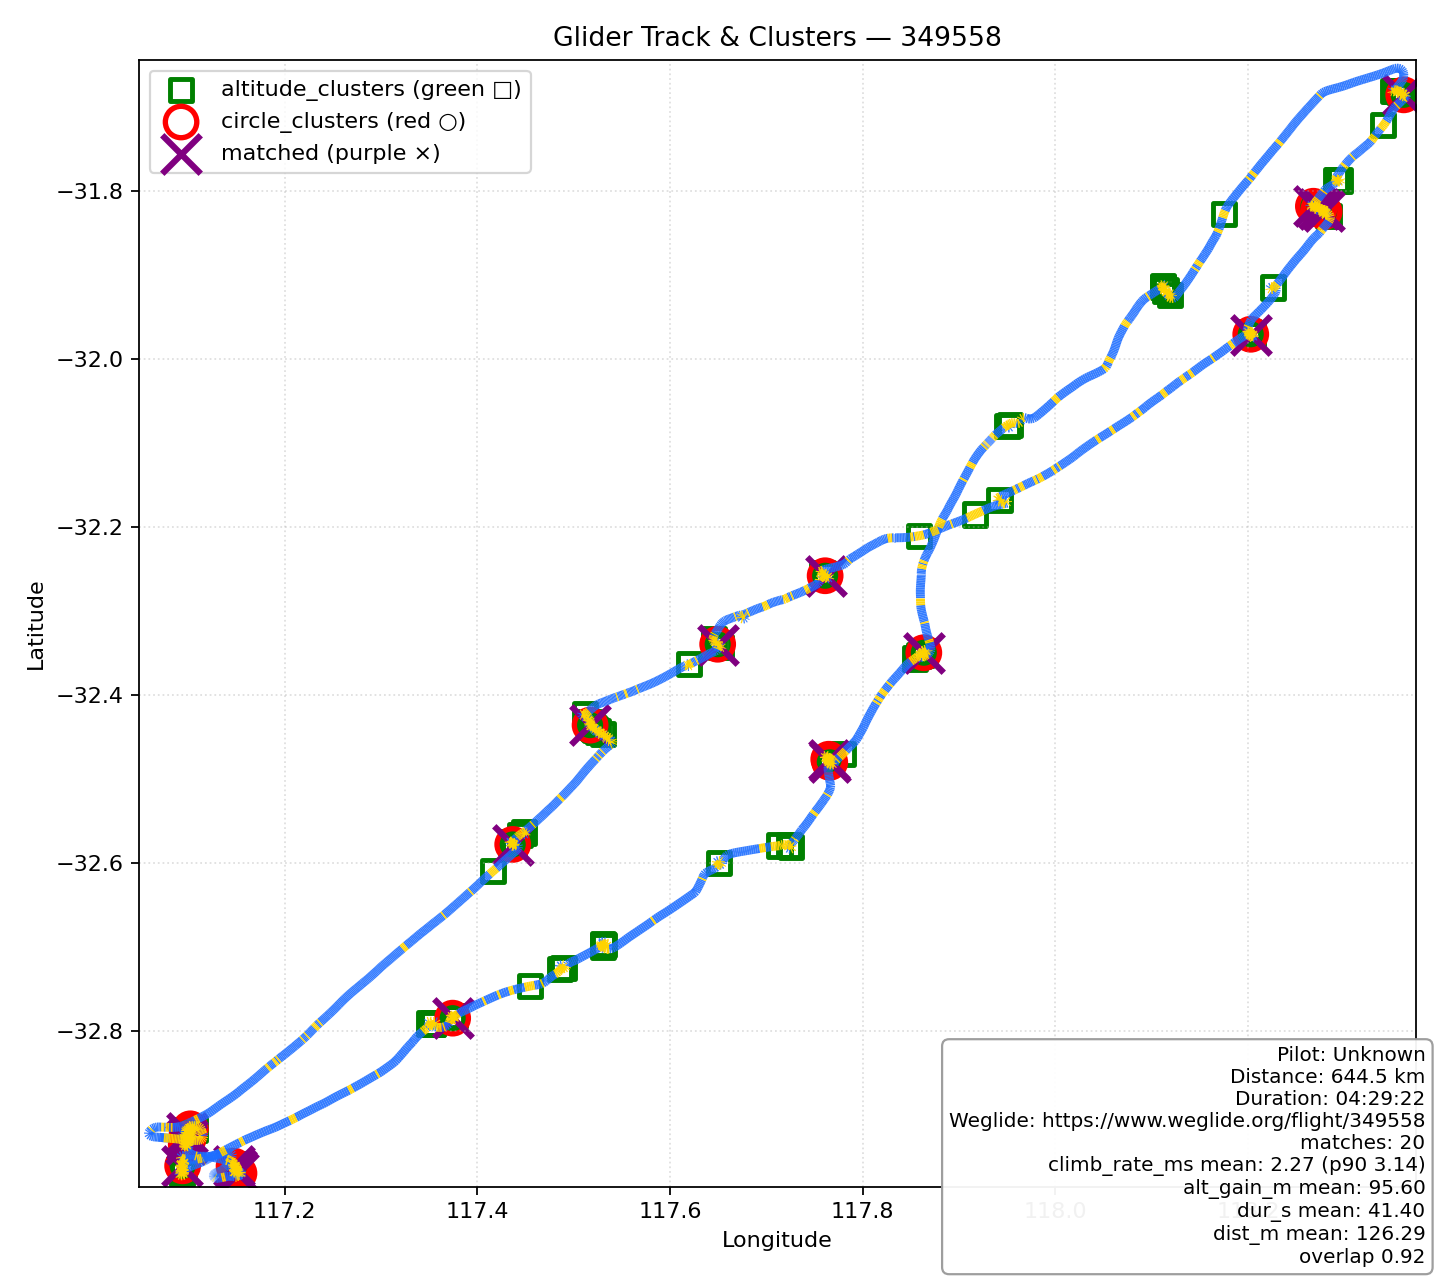 Glider Track & Clusters — 349558
altitude_clusters (green □)
circle_clusters (red ○)
matched (purple ×)
Latitude
−31.8
−32.0
−32.2
−32.4
−32.6
−32.8
117.2
117.4
117.6
117.8
118.0
Longitude
Pilot: Unknown
Distance: 644.5 km
Duration: 04:29:22
Weglide: https://www.weglide.org/flight/349558
matches: 20
climb_rate_ms mean: 2.27 (p90 3.14)
alt_gain_m mean: 95.60
dur_s mean: 41.40
dist_m mean: 126.29
overlap 0.92